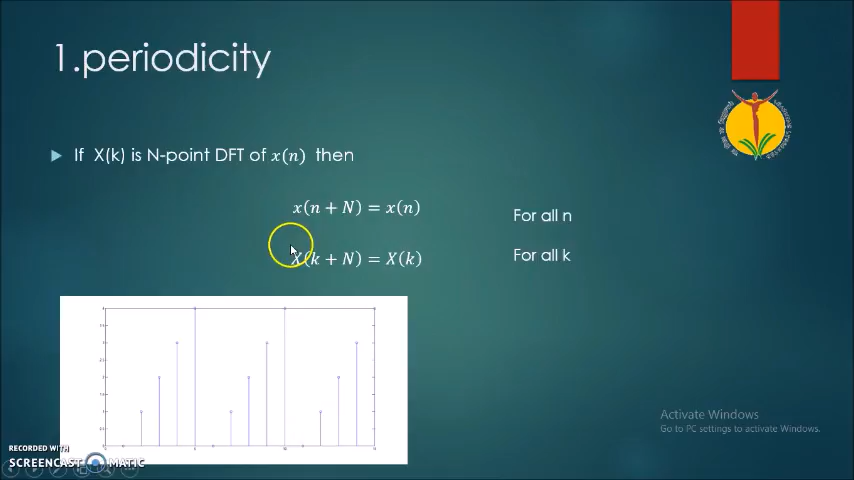 1.periodicity
If X(k) is N-point DFT of x(n) then
x(n + N) = x(n) For all n
X(k + N) = X(k) For all k
Activate Windows
Go to PC settings to activate Windows.
RECORDED WITH
SCREENCAST MATIC